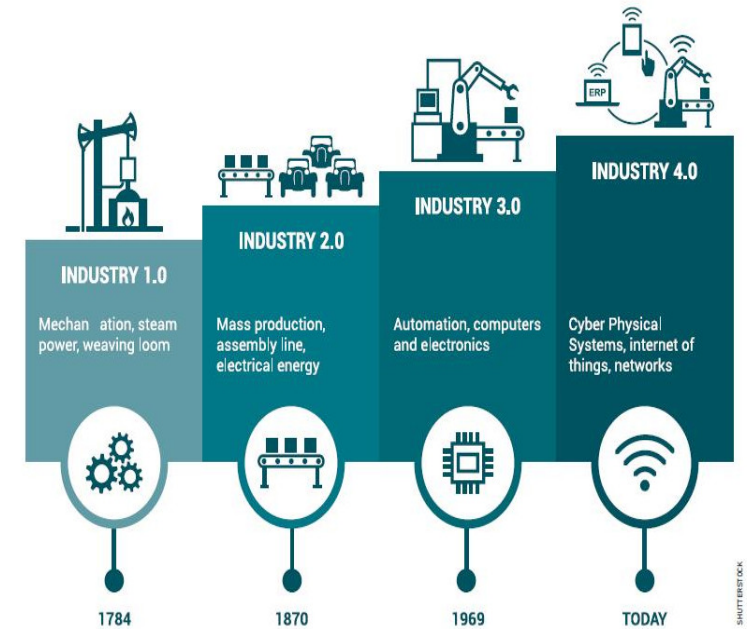 ERP
INDUSTRY 1.0
Mechan ation, steam
power, weaving loom
1784
INDUSTRY 2.0
Mass production,
assembly line,
electrical energy
1870
INDUSTRY 3.0
Automation, computers
and electronics
1969
INDUSTRY 4.0
Cyber Physical
Systems, internet of
things, networks
TODAY
SHUTTERSTOCK